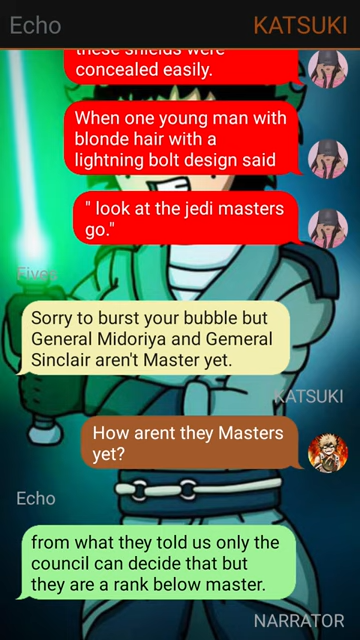 Echo
KATSUKI
these shields were
concealed easily.
When one young man with
blonde hair with a
lightning bolt design said
" look at the jedi masters
go."
Fives
Sorry to burst your bubble but
General Midoriya and Gemeral
Sinclair aren't Master yet.
KATSUKI
How arent they Masters
yet?
Echo
from what they told us only the
council can decide that but
they are a rank below master.
NARRATOR